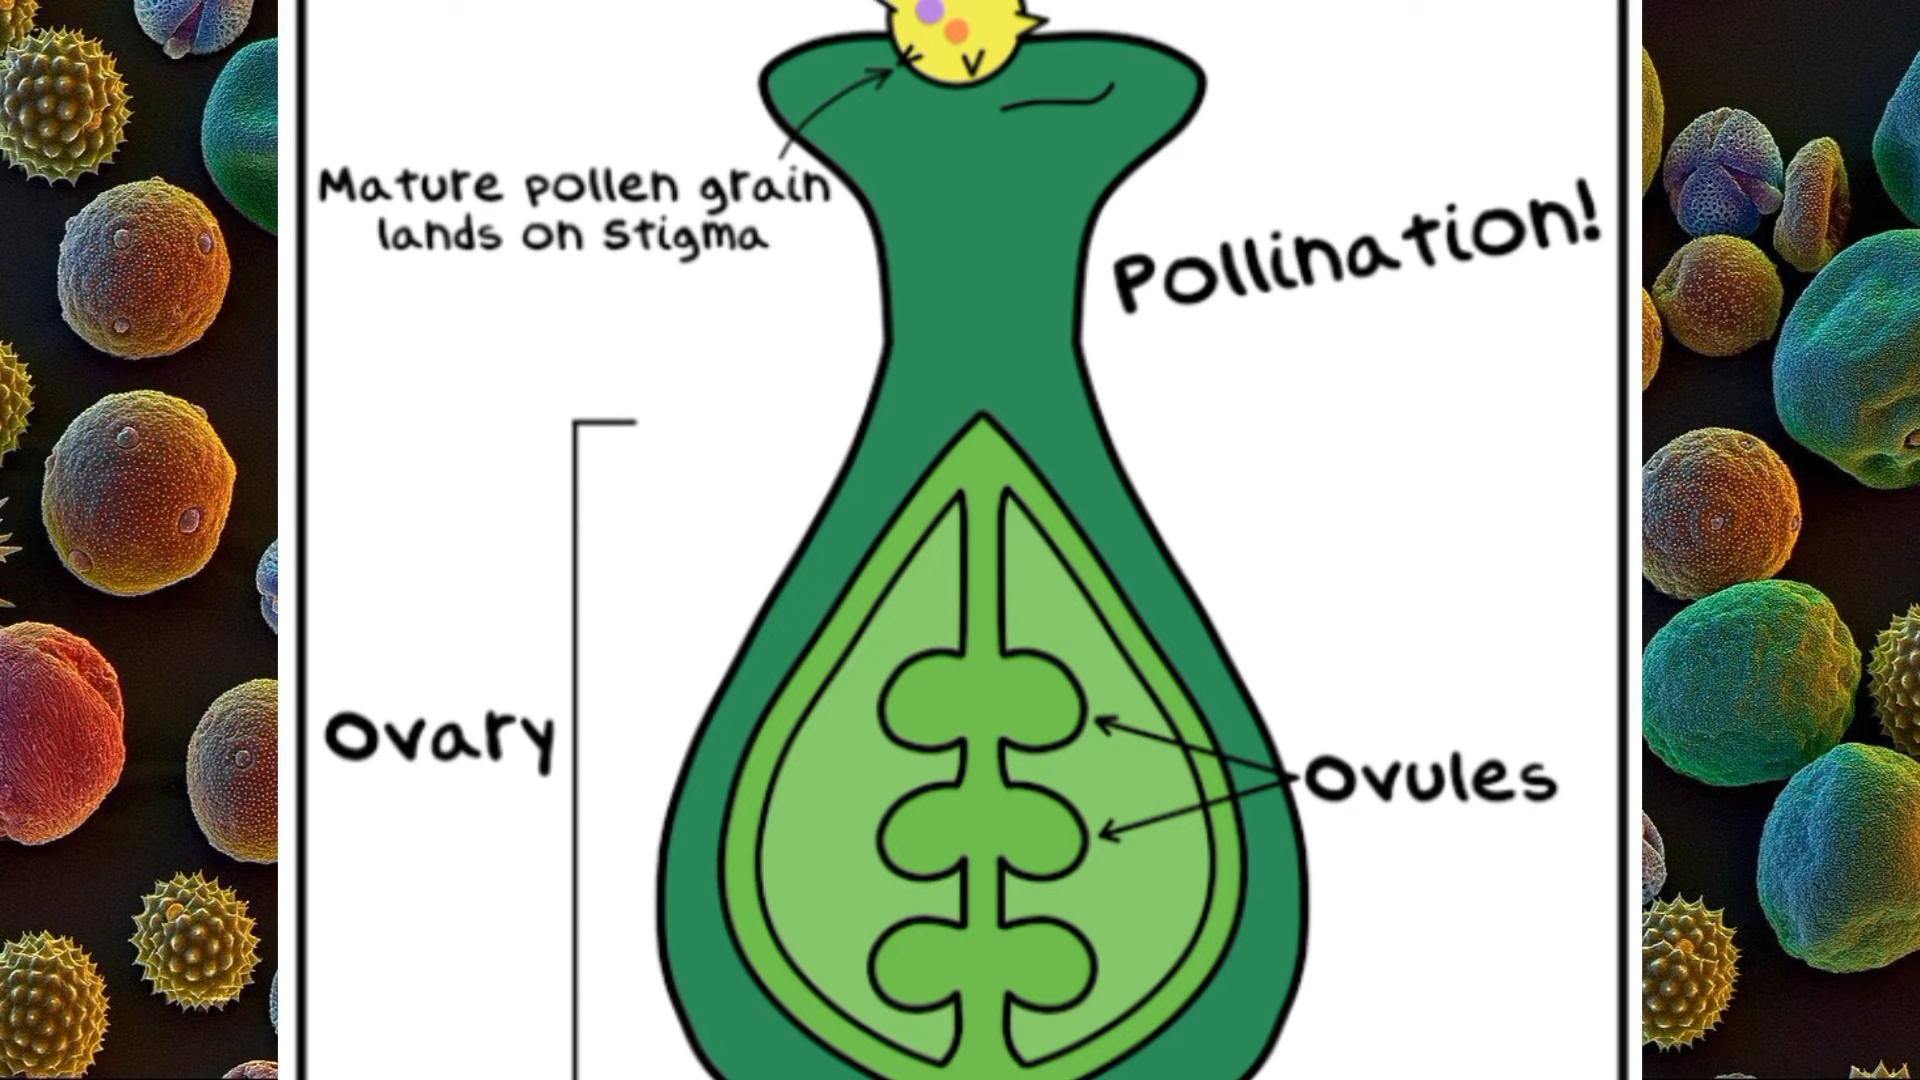 Mature pollen grain
lands on stigma
Pollination!
Ovary
Ovules